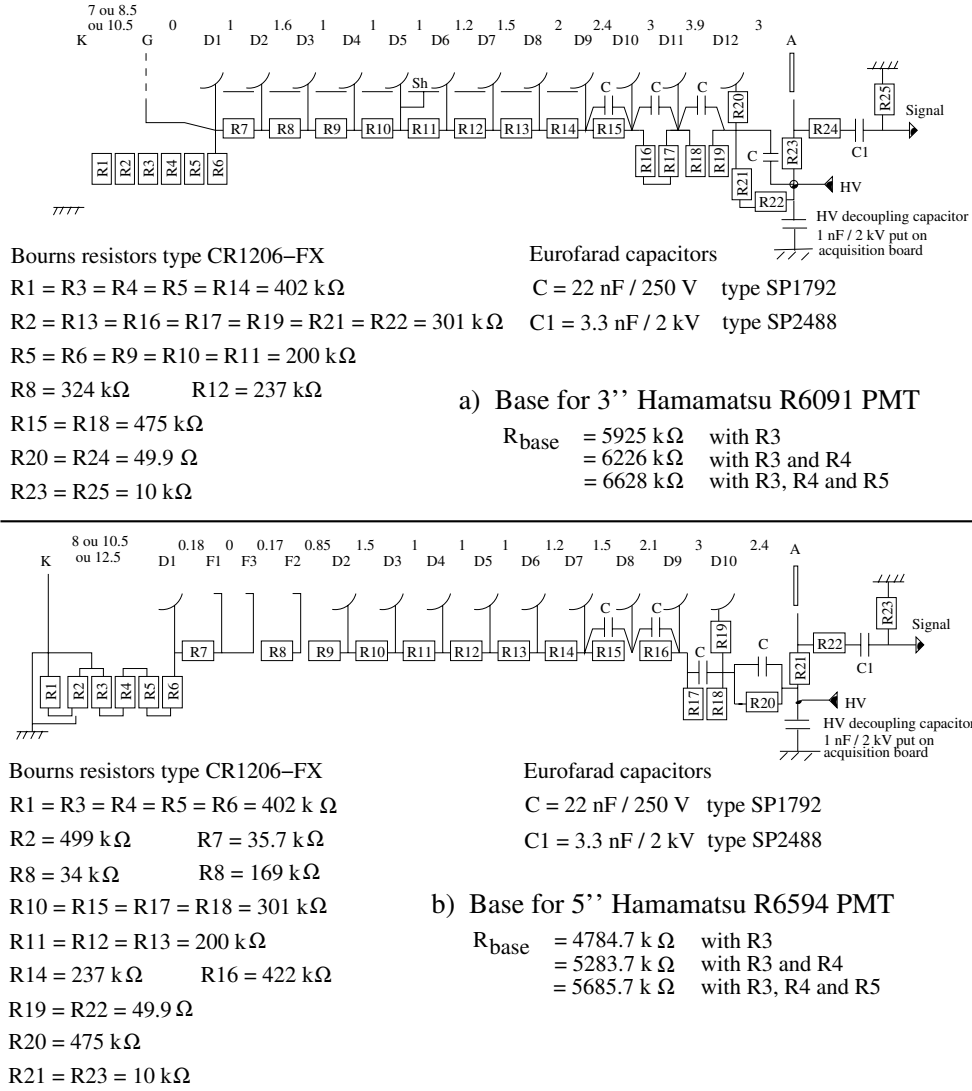 7 ou 8.5
ou 10.5 0 1 1.6 1 1 1 1.2 1.5 2 2.4 3 3.9 3
K G D1 D2 D3 D4 D5 D6 D7 D8 D9 D10 D11 D12 A
Sh
C C C R20 R25
R7 R8 R9 R10 R11 R12 R13 R14 R15 R24 Signal
C1
R1 R2 R3 R4 R5 R6 R16 R17 R18 R19 C R23
R21 HV
R22
HV decoupling capacitor
1 nF / 2 kV put on
acquisition board
Bourns resistors type CR1206−FX
R1 = R3 = R4 = R5 = R14 = 402 kΩ
R2 = R13 = R16 = R17 = R19 = R21 = R22 = 301 kΩ
R5 = R6 = R9 = R10 = R11 = 200 kΩ
R8 = 324 kΩ R12 = 237 kΩ
R15 = R18 = 475 kΩ
R20 = R24 = 49.9 Ω
R23 = R25 = 10 kΩ
Eurofarad capacitors
C = 22 nF / 250 V type SP1792
C1 = 3.3 nF / 2 kV type SP2488
a) Base for 3’’ Hamamatsu R6091 PMT
Rbase = 5925 kΩ with R3
= 6226 kΩ with R3 and R4
= 6628 kΩ with R3, R4 and R5
8 ou 10.5
ou 12.5 0.18 0 0.17 0.85 1.5 1 1 1 1.2 1.5 2.1 3 2.4
K D1 F1 F3 F2 D2 D3 D4 D5 D6 D7 D8 D9 D10 A
C C R19 R23
R7 R8 R9 R10 R11 R12 R13 R14 R15 R16 C C R22 Signal
C1
R1 R2 R3 R4 R5 R6 R17 R18 R20 R21
HV
HV decoupling capacitor
1 nF / 2 kV put on
acquisition board
Bourns resistors type CR1206−FX
R1 = R3 = R4 = R5 = R6 = 402 k Ω
R2 = 499 kΩ R7 = 35.7 kΩ
R8 = 34 kΩ R8 = 169 kΩ
R10 = R15 = R17 = R18 = 301 kΩ
R11 = R12 = R13 = 200 kΩ
R14 = 237 kΩ R16 = 422 kΩ
R19 = R22 = 49.9 Ω
R20 = 475 kΩ
R21 = R23 = 10 kΩ
Eurofarad capacitors
C = 22 nF / 250 V type SP1792
C1 = 3.3 nF / 2 kV type SP2488
b) Base for 5’’ Hamamatsu R6594 PMT
Rbase = 4784.7 k Ω with R3
= 5283.7 k Ω with R3 and R4
= 5685.7 k Ω with R3, R4 and R5